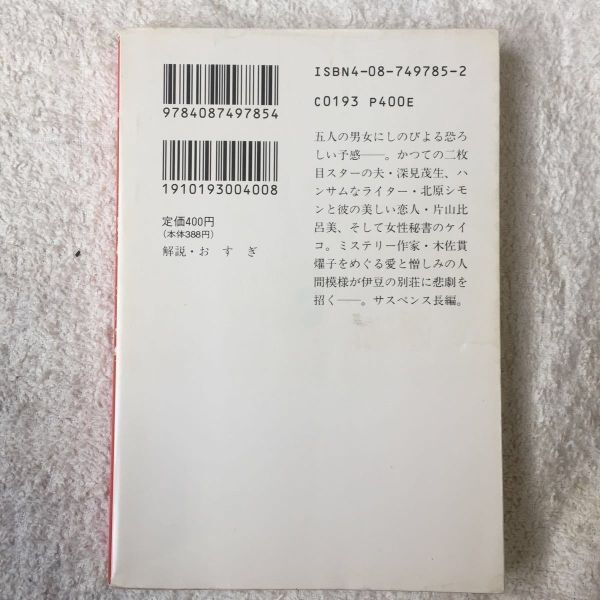 ISBN4-08-749785-2
C0193 P400E
9784087497854
1910193004008
定価400円
(本体388円)
解説・おすぎ
五人の男女にしのびよる恐ろ
しい予感――。かつての二枚
目スターの夫・深見茂生、ハ
ンサムなライター・北原シモ
ンと彼の美しい恋人・片山比
呂美、そして女性秘書のケイ
コ。ミステリー作家・木佐貫
燿子をめぐる愛と憎しみの人
間模様が伊豆の別荘に悲劇を
招く――。サスペンス長編。